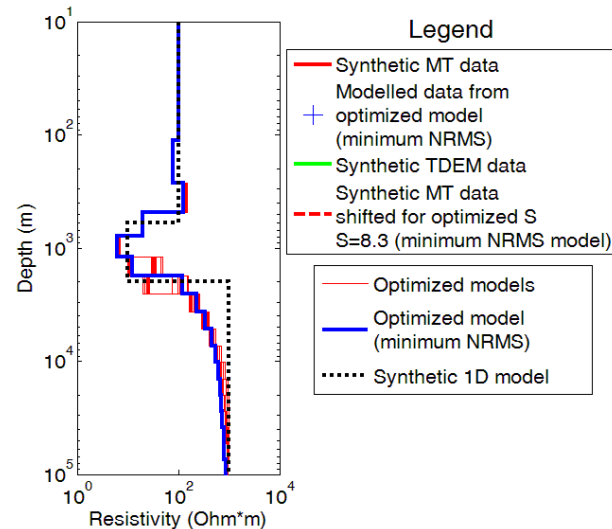 Legend
Synthetic MT data
Modelled data from
optimized model
(minimum NRMS)
Synthetic TDEM data
Synthetic MT data
shifted for optimized S
S=8.3 (minimum NRMS model)
Optimized models
Optimized model
(minimum NRMS)
Synthetic 1D model
Depth (m)
10^1
10^2
10^3
10^4
10^5
10^0
10^2
10^4
Resistivity (Ohm*m)